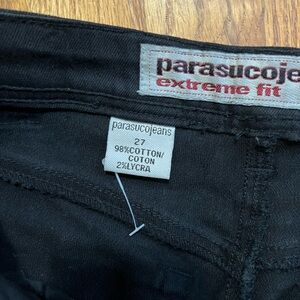 parasucoje
extreme fit
parasucojeans
27
98%COTTON/
COTON
2%LYCRA